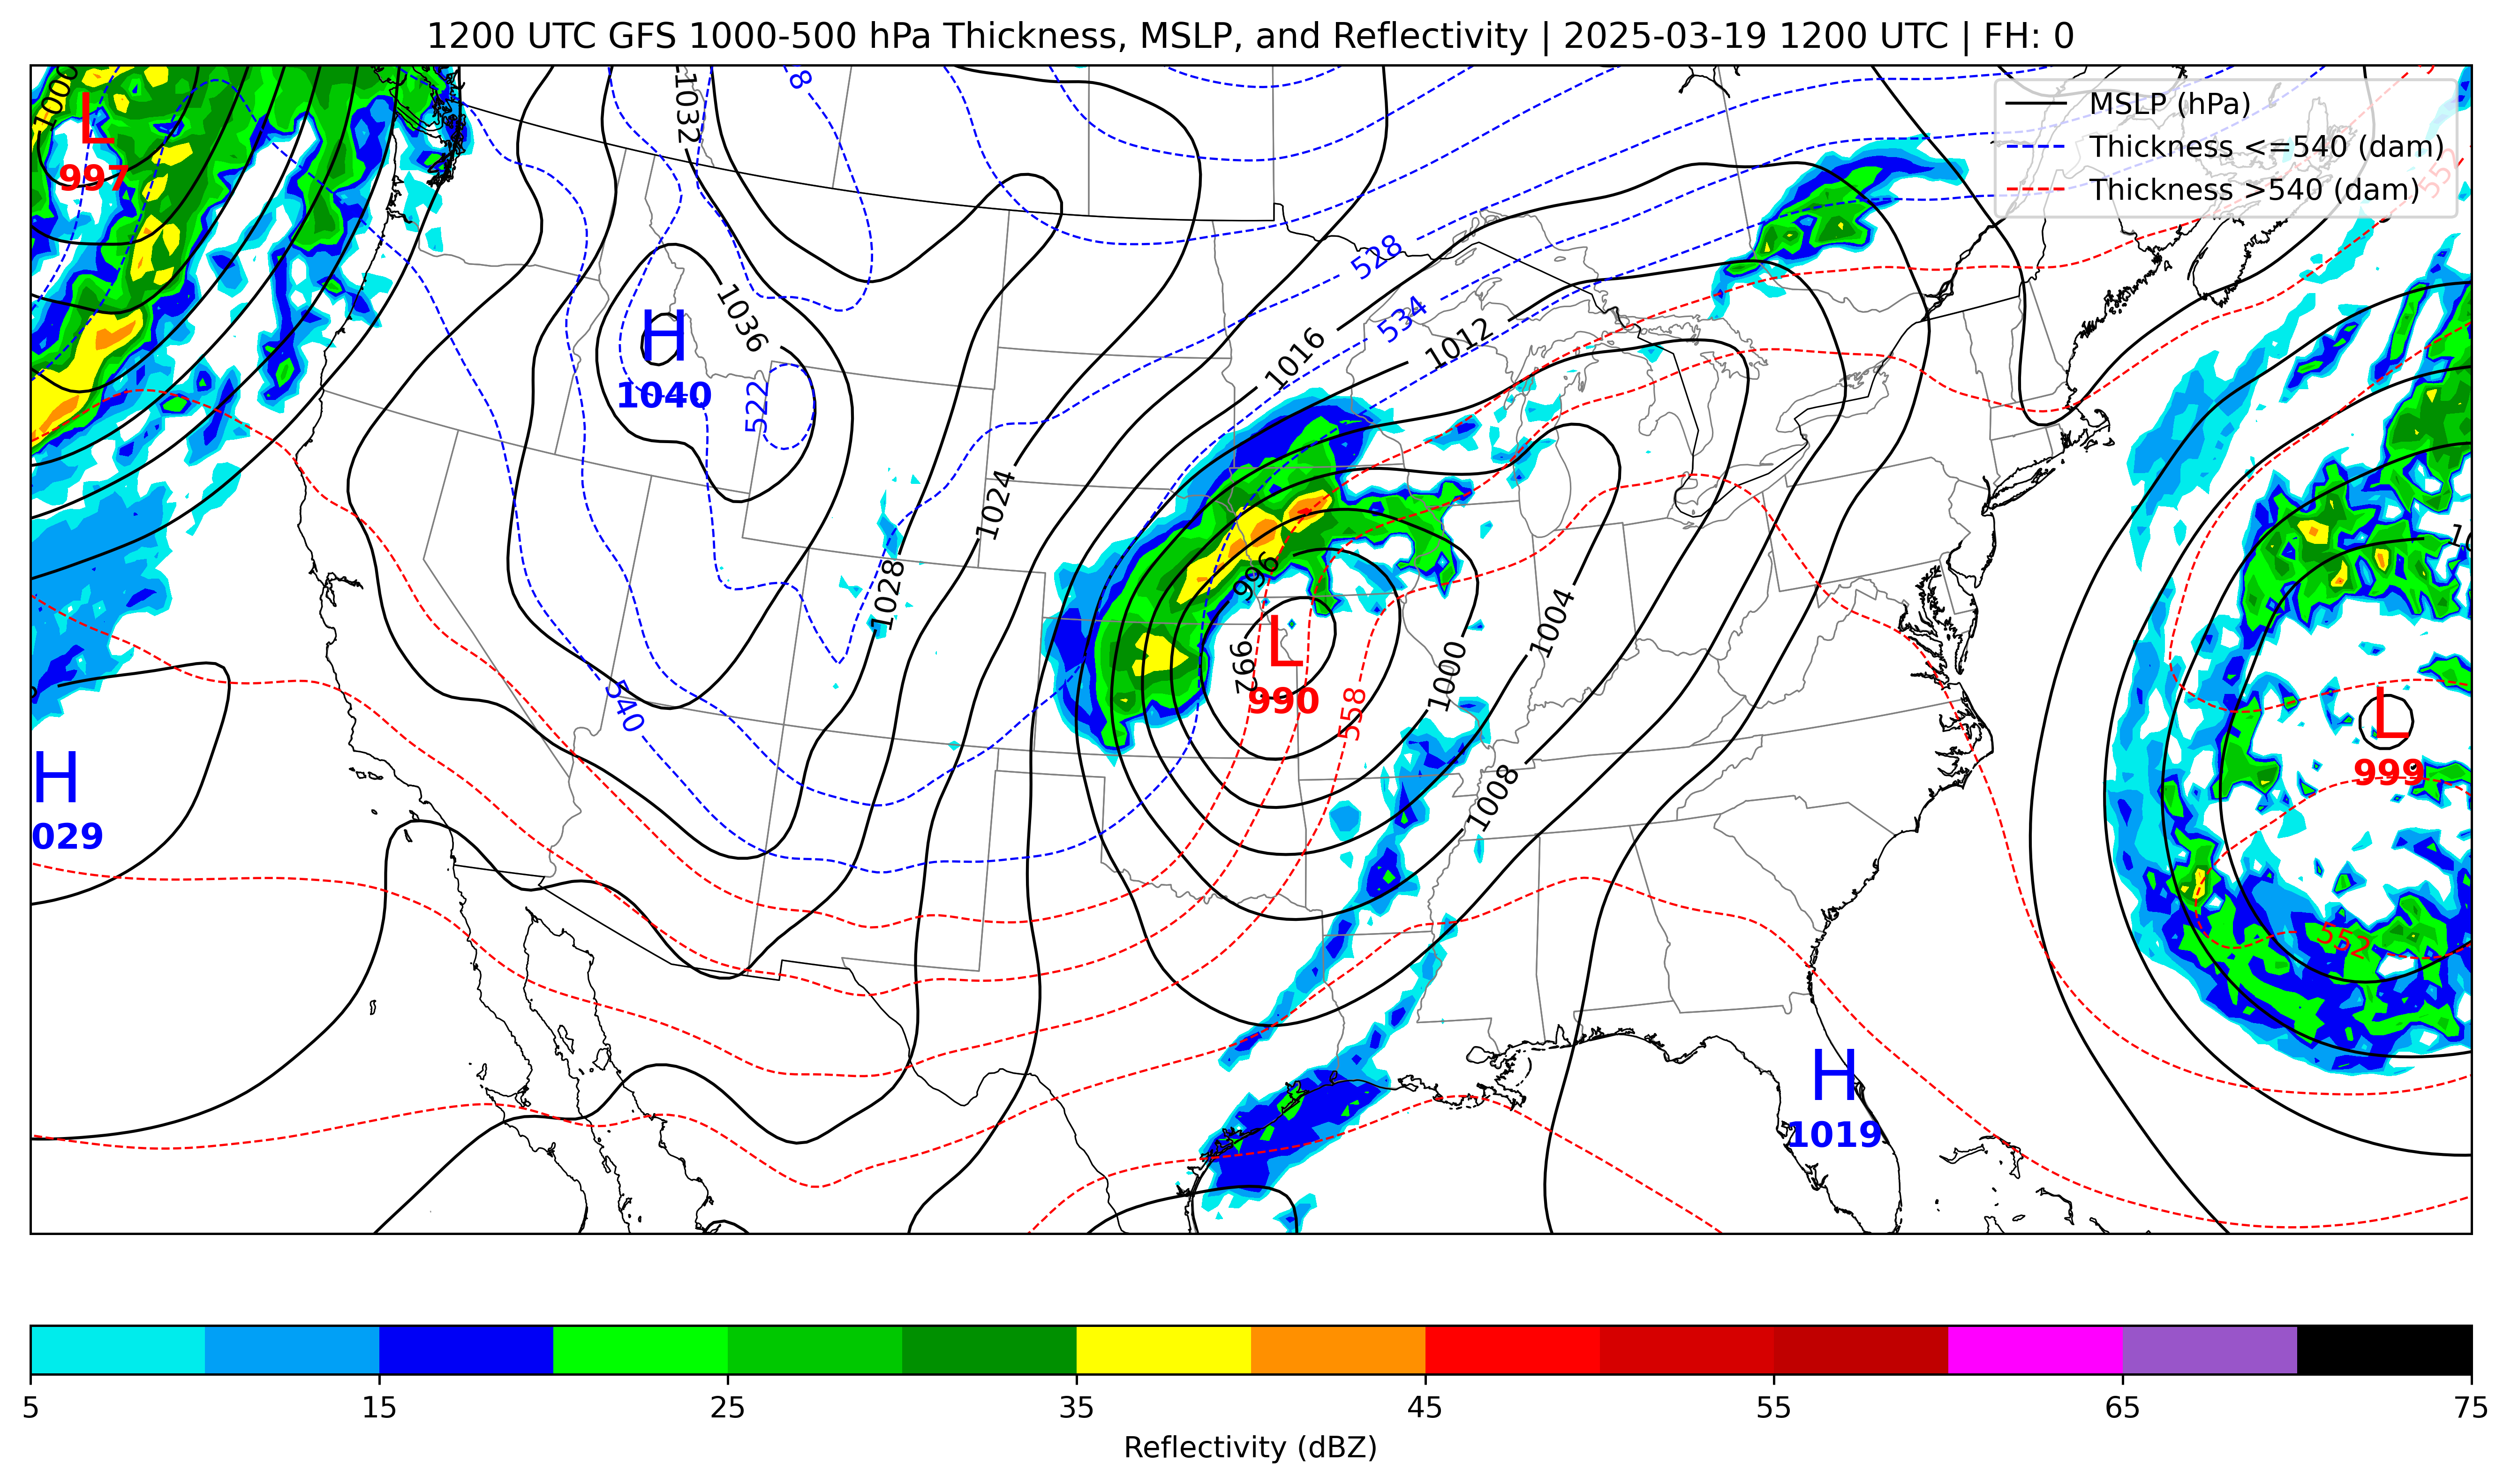 1200 UTC GFS 1000-500 hPa Thickness, MSLP, and Reflectivity | 2025-03-19 1200 UTC | FH: 0
MSLP (hPa)
Thickness <=540 (dam)
Thickness >540 (dam)
1000
L
997
1032
8
552
528
534
1036
H
1040
522
1016
1012
1024
1028
996
992
L
990
558
1000
1004
1008
540
10
L
999
552
H
029
H
1019
5 15 25 35 45 55 65 75
Reflectivity (dBZ)